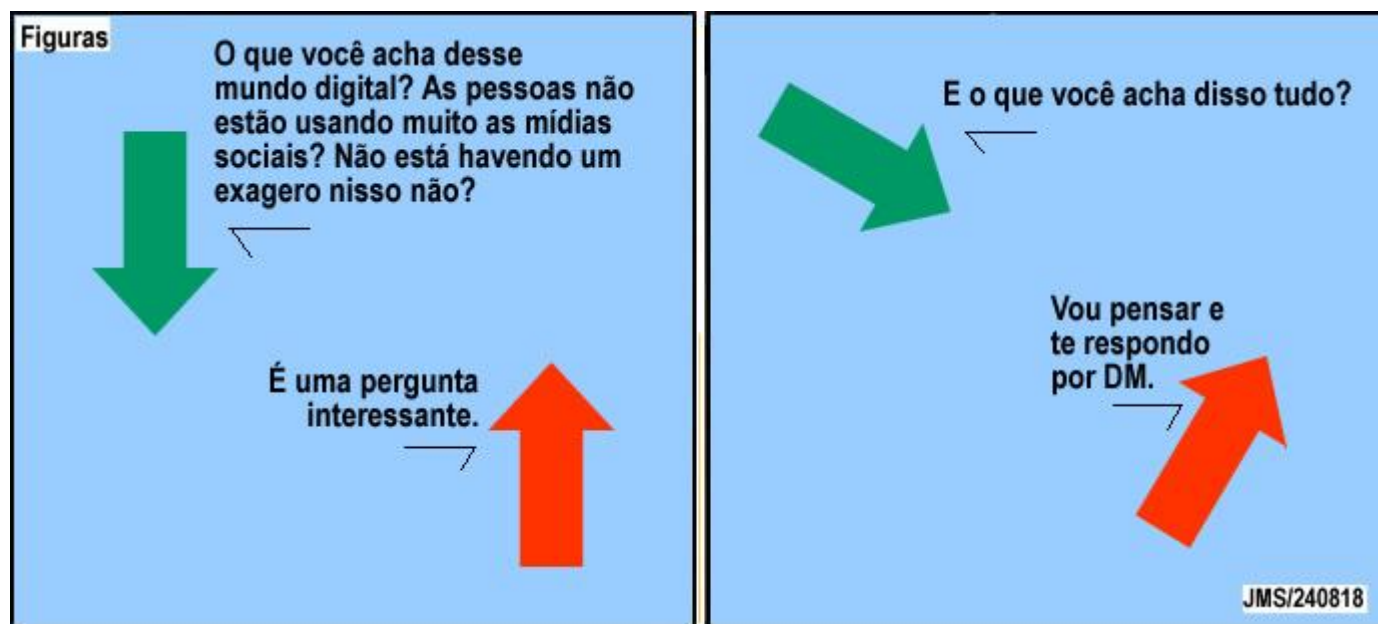 Figuras
O que você acha desse
mundo digital? As pessoas não
estão usando muito as mídias
sociais? Não está havendo um
exagero nisso não?
É uma pergunta
interessante.
E o que você acha disso tudo?
Vou pensar e
te respondo
por DM.
JMS/240818